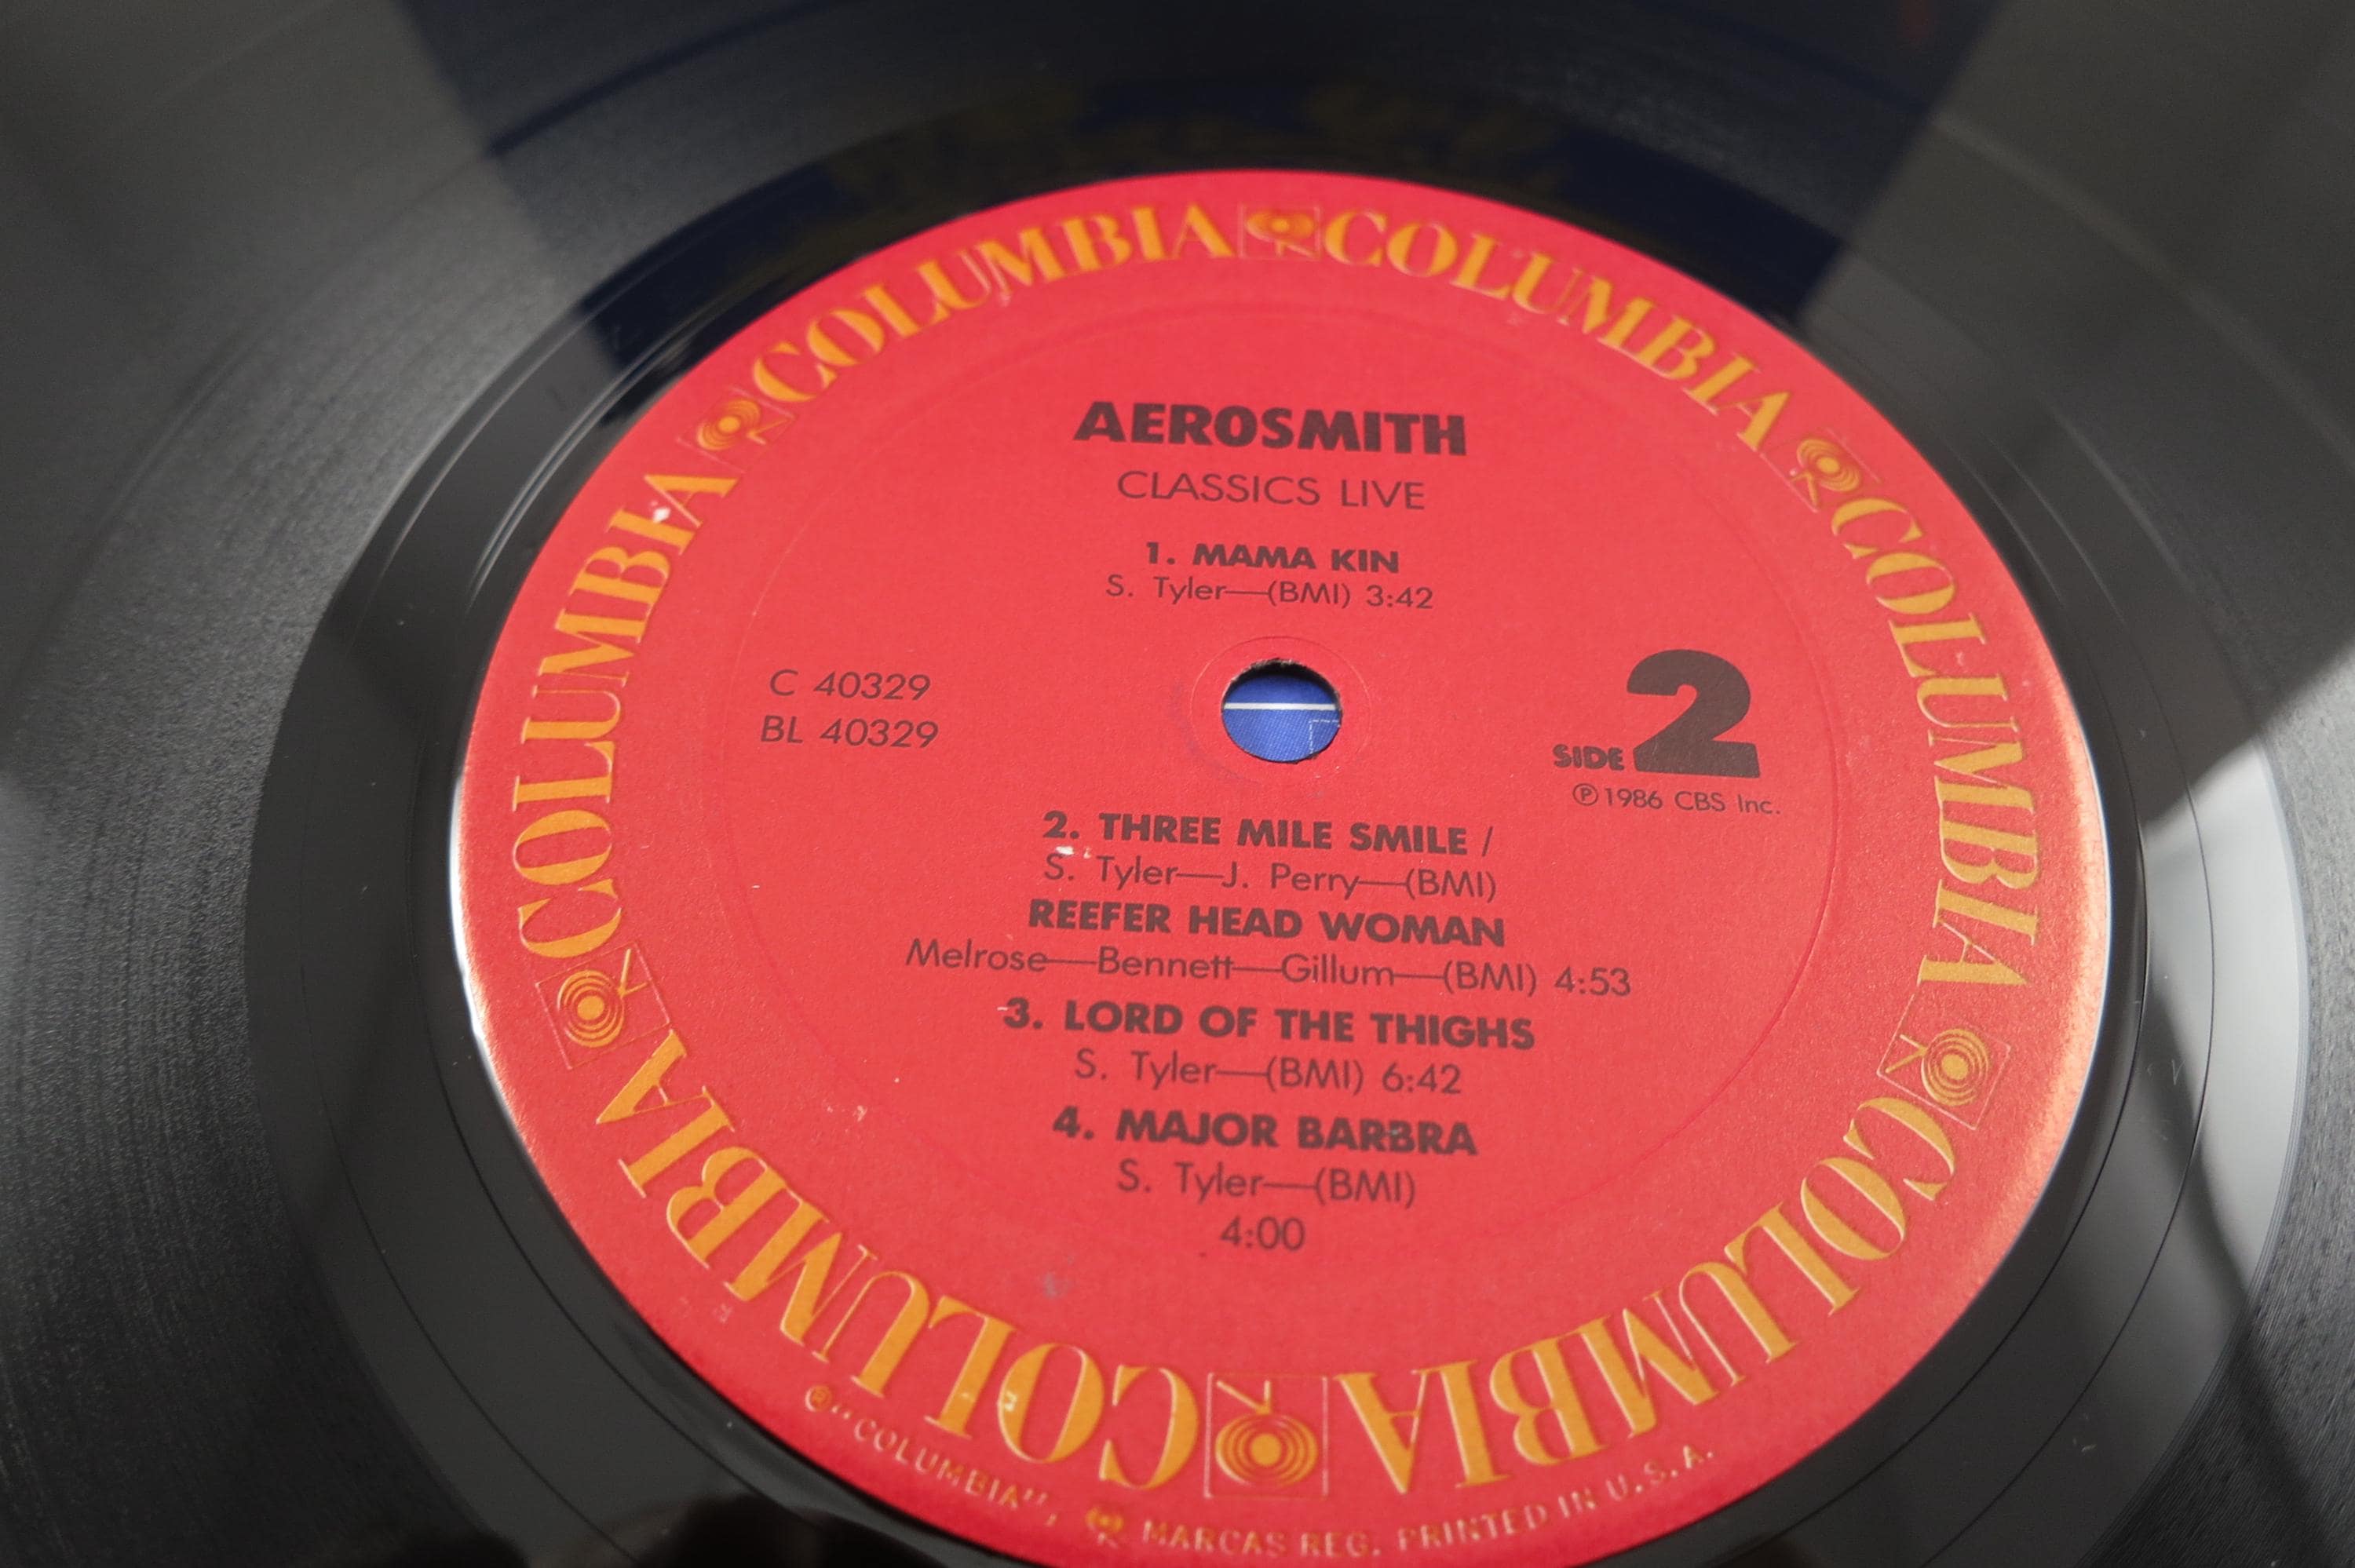 COLUMBIA COLUMBIA COLUMBIA COLUMBIA COLUMBIA COLUMBIA
AEROSMITH
CLASSICS LIVE
1. MAMA KIN
S. Tyler—(BMI) 3:42
C 40329
BL 40329
SIDE 2
℗ 1986 CBS Inc.
2. THREE MILE SMILE /
S. Tyler—J. Perry—(BMI)
REEFER HEAD WOMAN
Melrose—Bennett—Gillum—(BMI) 4:53
3. LORD OF THE THIGHS
S. Tyler—(BMI) 6:42
4. MAJOR BARBRA
S. Tyler—(BMI)
4:00
® "COLUMBIA", MARCAS REG. PRINTED IN U.S.A.